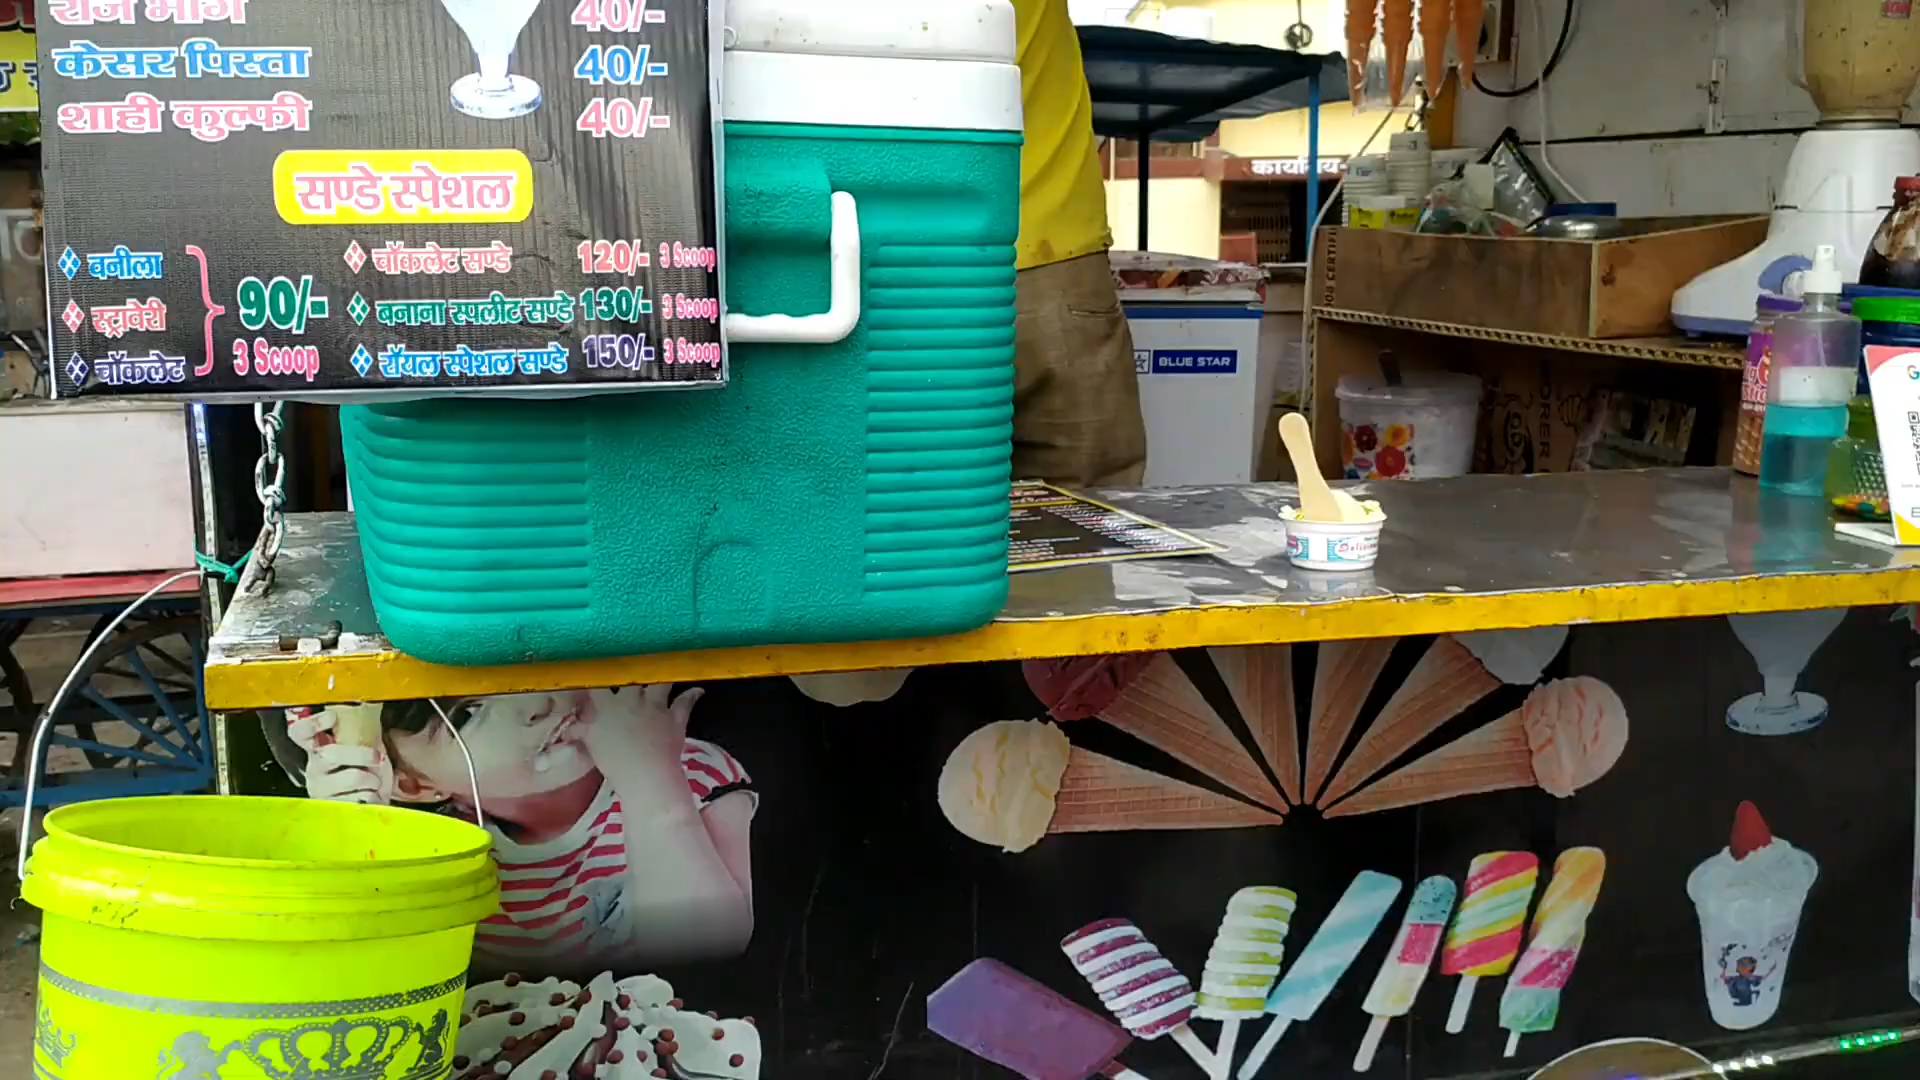 राज भोग 40/-
केसर पिस्ता 40/-
शाही कुल्फी 40/-
सण्डे स्पेशल
वनीला
स्ट्राबेरी
चॉकलेट
90/-
3 Scoop
चॉकलेट सण्डे 120/- 3 Scoop
बनाना स्पलीट सण्डे 130/- 3 Scoop
रॉयल स्पेशल सण्डे 150/- 3 Scoop
कार्यालय
BLUE STAR